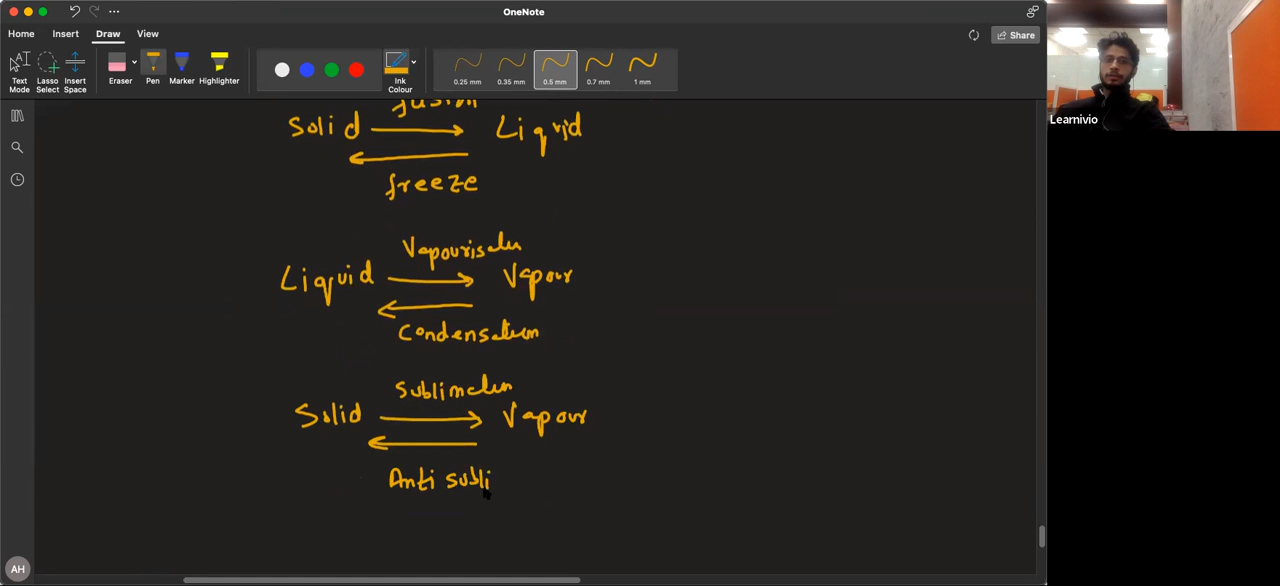 OneNote
Home Insert Draw View
Share
Text Mode
Lasso Select
Insert Space
Eraser
Pen
Marker
Highlighter
Ink Colour
0.25 mm
0.35 mm
0.5 mm
0.7 mm
1 mm
Learnivio
fusion
Solid Liquid
freeze
Vapourisation
Liquid Vapour
Condensation
Sublimation
Solid Vapour
Anti subli
AH